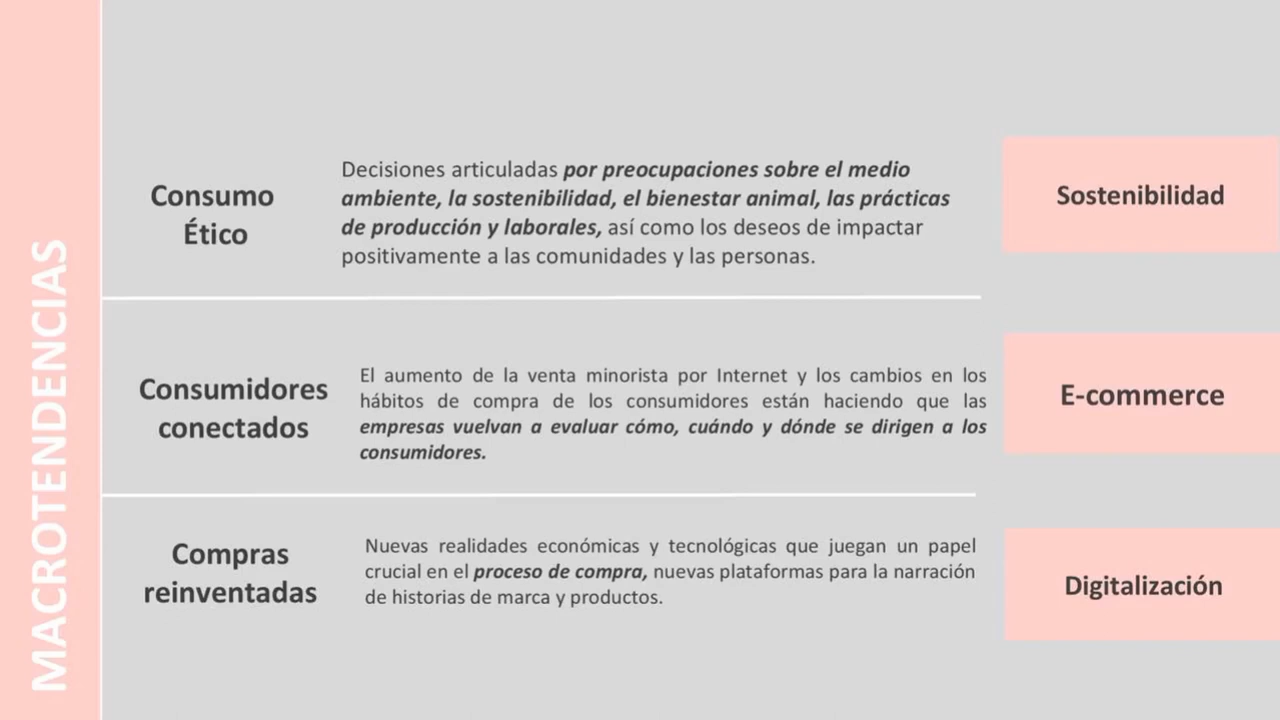 MACROTENDENCIAS
Consumo
Ético
Decisiones articuladas por preocupaciones sobre el medio
ambiente, la sostenibilidad, el bienestar animal, las prácticas
de producción y laborales, así como los deseos de impactar
positivamente a las comunidades y las personas.
Sostenibilidad
Consumidores
conectados
El aumento de la venta minorista por Internet y los cambios en los
hábitos de compra de los consumidores están haciendo que las
empresas vuelvan a evaluar cómo, cuándo y dónde se dirigen a los
consumidores.
E-commerce
Compras
reinventadas
Nuevas realidades económicas y tecnológicas que juegan un papel
crucial en el proceso de compra, nuevas plataformas para la narración
de historias de marca y productos.
Digitalización